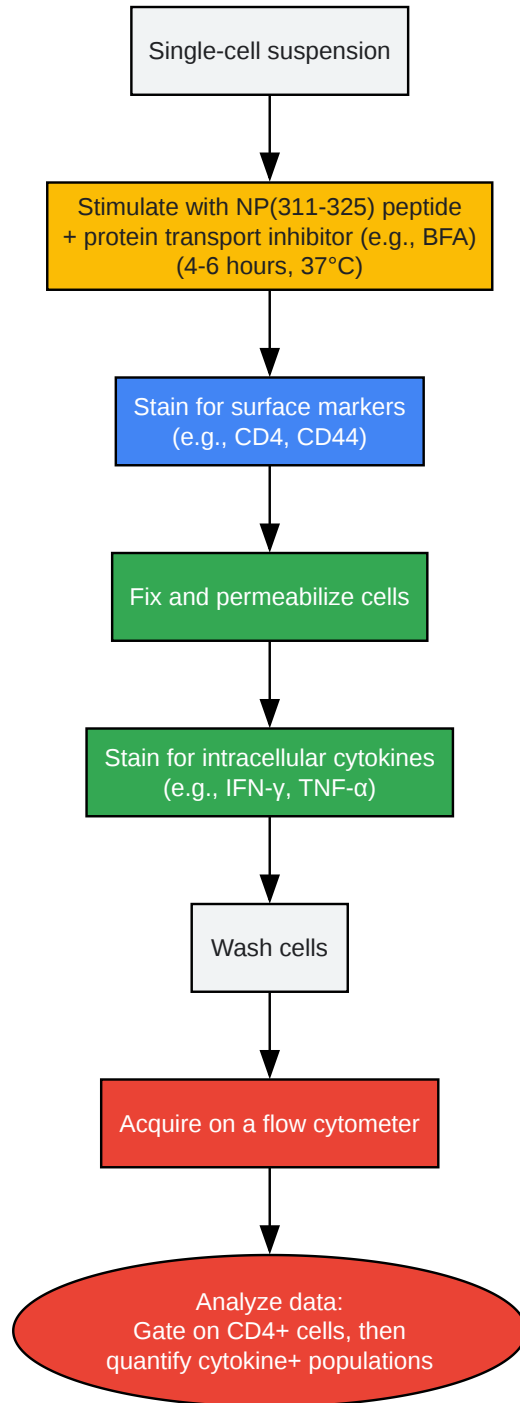 Single-cell suspension
Stimulate with NP(311-325) peptide
+ protein transport inhibitor (e.g., BFA)
(4-6 hours, 37°C)
Stain for surface markers
(e.g., CD4, CD44)
Fix and permeabilize cells
Stain for intracellular cytokines
(e.g., IFN-γ, TNF-α)
Wash cells
Acquire on a flow cytometer
Analyze data:
Gate on CD4+ cells, then
quantify cytokine+ populations